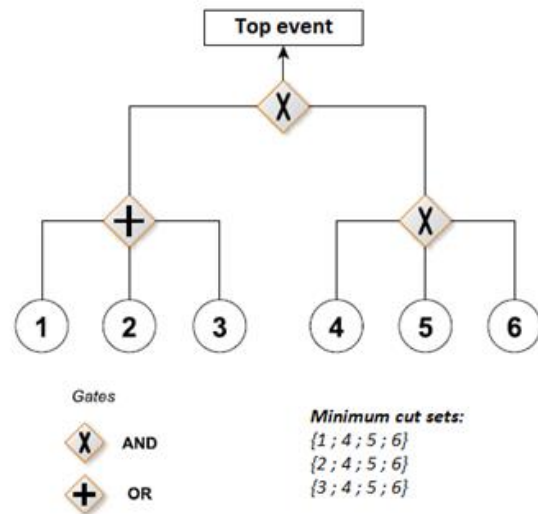 Top event
X
+
X
1 2 3 4 5 6
Gates
X AND
+ OR
Minimum cut sets:
{1 ; 4 ; 5 ; 6}
{2 ; 4 ; 5 ; 6}
{3 ; 4 ; 5 ; 6}